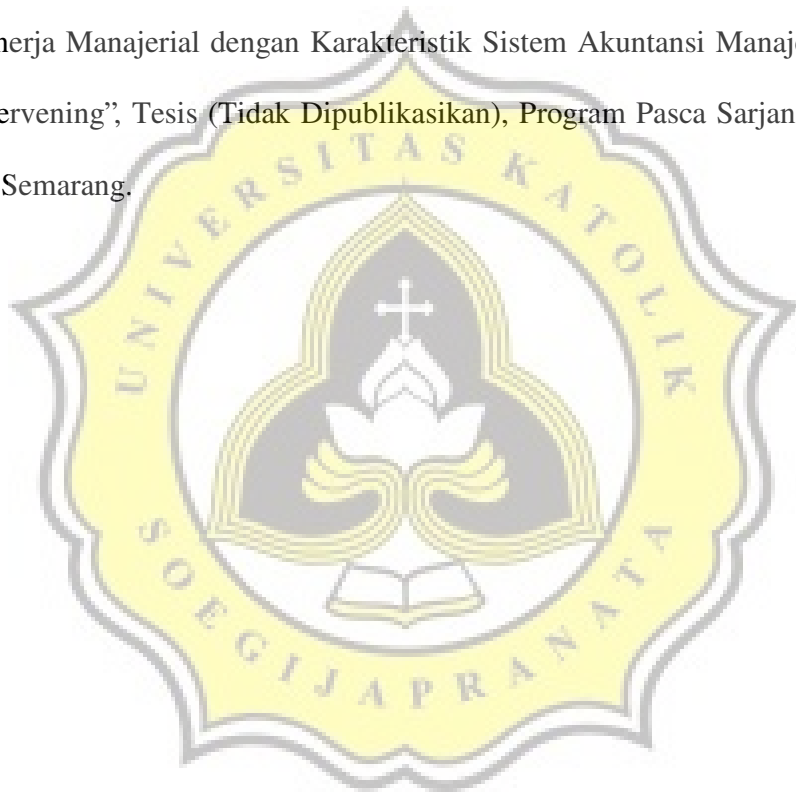 nerja Manajerial dengan Karakteristik Sistem Akuntansi Manaj
ervening”, Tesis (Tidak Dipublikasikan), Program Pasca Sarjan
Semarang.
UNIVERSITAS KATOLIK
SOEGIJAPRANATA